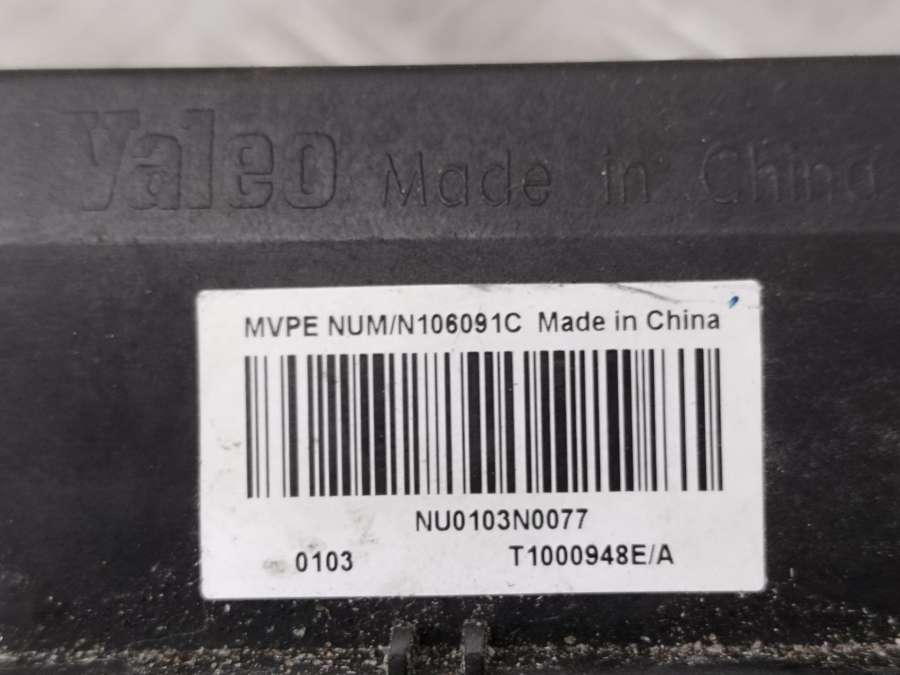 Valeo Made in China
MVPE NUM/N106091C Made in China
NU0103N0077
0103 T1000948E/A